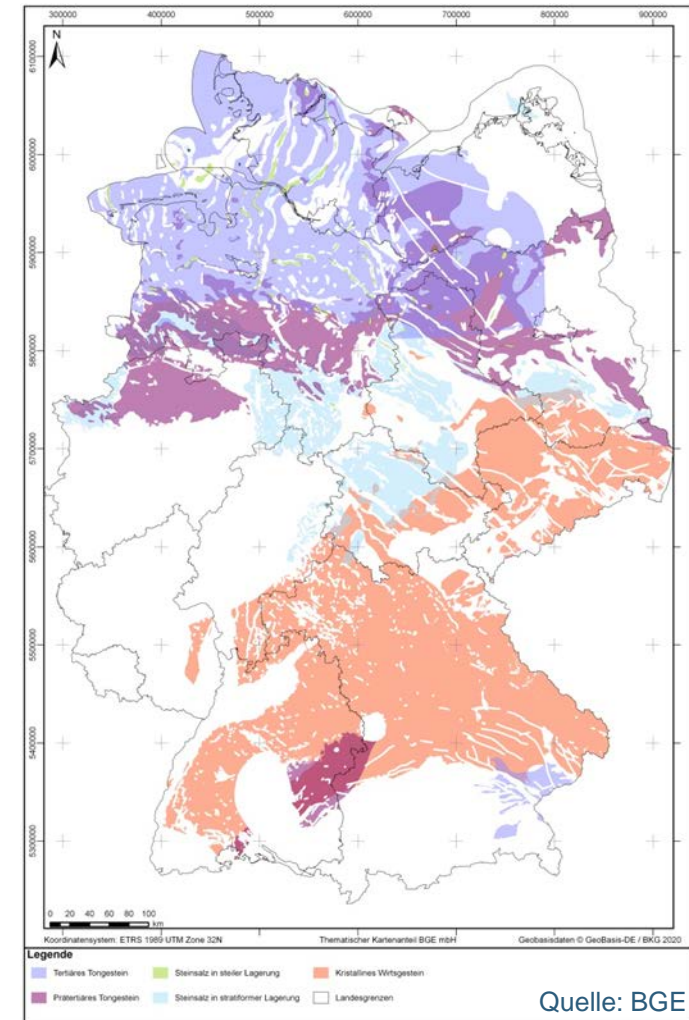 300000 400000 500000 600000 700000 800000 900000
N
6100000
6000000
5900000
5800000
5700000
5600000
5500000
5400000
5300000
0 20 40 60 80 100
km
Koordinatensystem: ETRS 1989 UTM Zone 32N Thematischer Kartenanteil BGE mbH Geobasisdaten © GeoBasis-DE / BKG 2020
Legende
Tertiäres Tongestein Steinsalz in steiler Lagerung Kristallines Wirtsgestein
Prätertiäres Tongestein Steinsalz in stratiformer Lagerung Landesgrenzen
Quelle: BGE